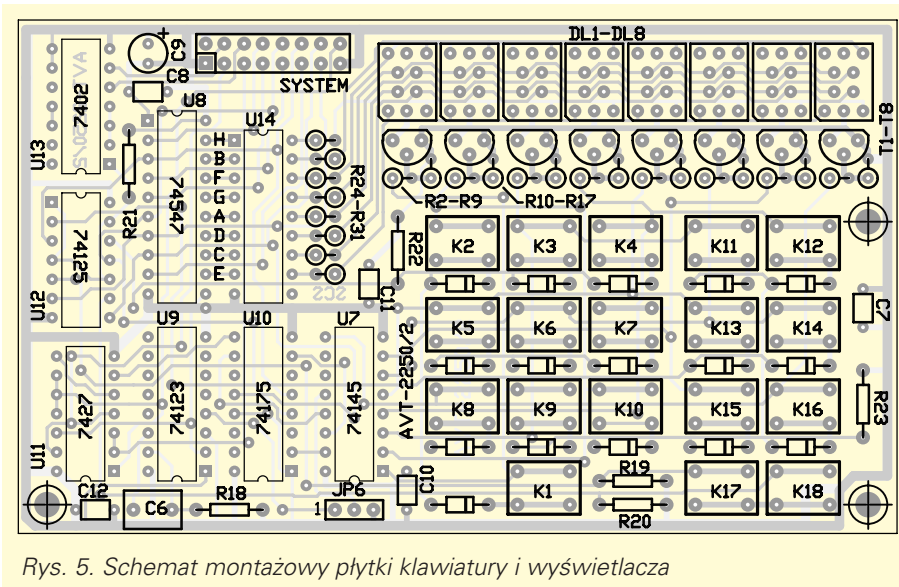 C9
+
DL1-DL8
SYSTEM
C8
U8
7402
U13
U14
T1-T8
H
B
F
G
A
D
C
E
R21
R24-R31
R2-R9
R10-R17
74547
74125
U12
R22
C11
K2
K3
K4
K11
K12
C7
U9
U10
U7
K5
K6
K7
K13
K14
AVT-2250/2
7427
74123
74175
74145
U11
K8
K9
K10
K15
K16
R23
C12
C6
R18
JP6
1
C10
K1
R19
R20
K17
K18
Rys. 5. Schemat montażowy płytki klawiatury i wyświetlacza